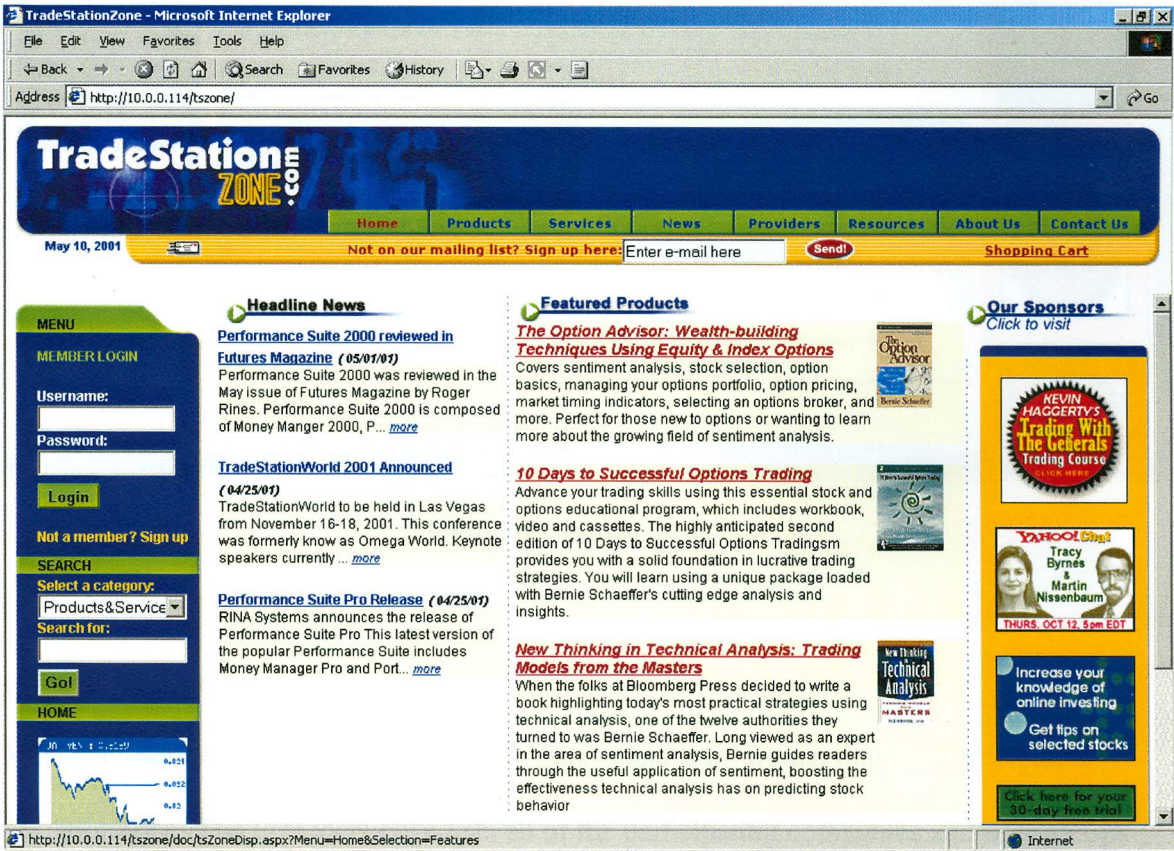 TradeStationZone - Microsoft Internet Explorer
File Edit View Favorites Tools Help
Back Search Favorites History
Address http://10.0.0.114/tszone/ Go
TradeStation
ZONE.com
Home Products Services News Providers Resources About Us Contact Us
May 10, 2001 Not on our mailing list? Sign up here: Enter e-mail here Send! Shopping Cart
MENU
MEMBER LOGIN
Username:
Password:
Login
Not a member? Sign up
SEARCH
Select a category:
Products&Service
Search for:
Go!
HOME
0.022
0.02
Headline News
Performance Suite 2000 reviewed in
Futures Magazine (05/01/01)
Performance Suite 2000 was reviewed in the
May issue of Futures Magazine by Roger
Rines. Performance Suite 2000 is composed
of Money Manger 2000, P... more
TradeStationWorld 2001 Announced
(04/25/01)
TradeStationWorld to be held in Las Vegas
from November 16-18, 2001. This conference
was formerly know as Omega World. Keynote
speakers currently ... more
Performance Suite Pro Release (04/25/01)
RINA Systems announces the release of
Performance Suite Pro This latest version of
the popular Performance Suite includes
Money Manager Pro and Port... more
Featured Products
The Option Advisor: Wealth-building
Techniques Using Equity & Index Options
Covers sentiment analysis, stock selection, option
basics, managing your options portfolio, option pricing,
market timing indicators, selecting an options broker, and
more. Perfect for those new to options or wanting to learn
more about the growing field of sentiment analysis.
The
Option
Advisor
Bernie Schaeffer
10 Days to Successful Options Trading
Advance your trading skills using this essential stock and
options educational program, which includes workbook,
video and cassettes. The highly anticipated second
edition of 10 Days to Successful Options Tradingsm
provides you with a solid foundation in lucrative trading
strategies. You will learn using a unique package loaded
with Bernie Schaeffer's cutting edge analysis and
insights.
New Thinking in Technical Analysis: Trading
Models from the Masters
When the folks at Bloomberg Press decided to write a
book highlighting today's most practical strategies using
technical analysis, one of the twelve authorities they
turned to was Bernie Schaeffer. Long viewed as an expert
in the area of sentiment analysis, Bernie guides readers
through the useful application of sentiment, boosting the
effectiveness technical analysis has on predicting stock
behavior
New Thinking
in
Technical
Analysis
MASTERS
Our Sponsors
Click to visit
KEVIN
HAGGERTY'S
Trading With
The Generals
Trading Course
CLICK HERE
YAHOO! Chat
Tracy
Byrnes
&
Martin
Nissenbaum
THURS. OCT 12, 5pm EDT
Increase your
knowledge of
online investing
Get tips on
selected stocks
Click here for your
30-day free trial
http://10.0.0.114/tszone/doc/tsZoneDisp.aspx?Menu=Home&Selection=Features Internet